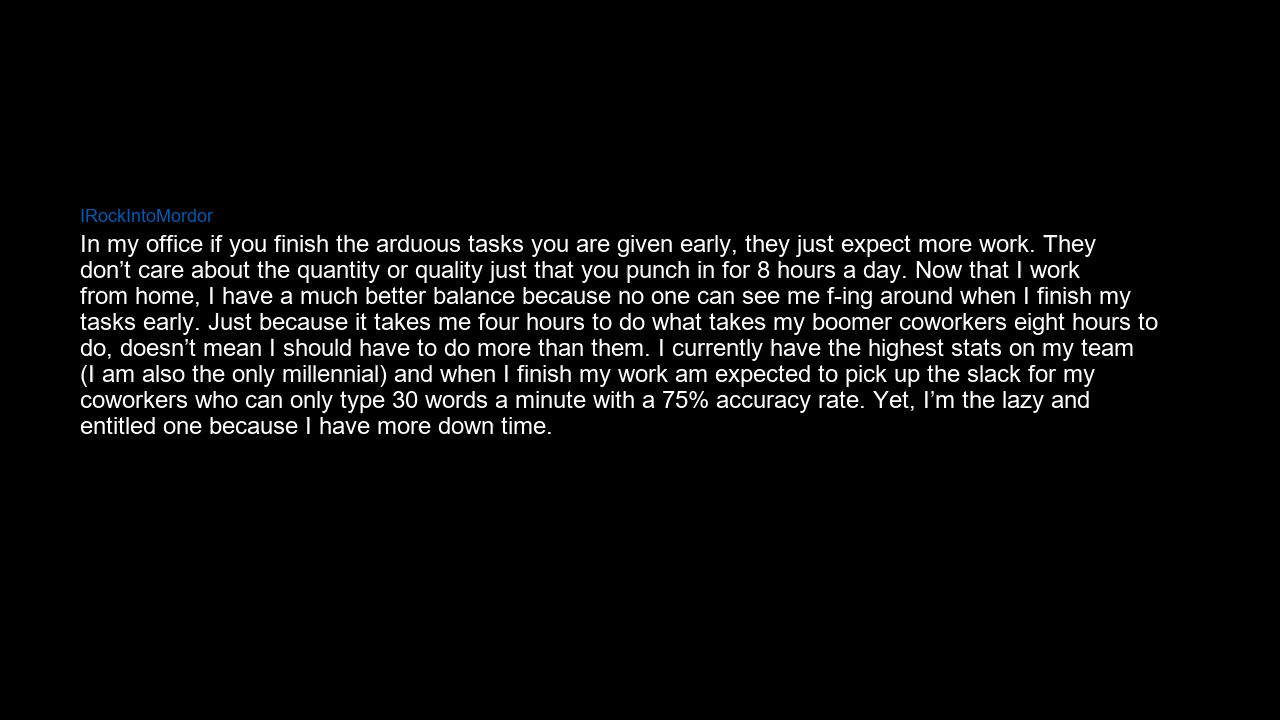 IRockIntoMordor
In my office if you finish the arduous tasks you are given early, they just expect more work. They
don’t care about the quantity or quality just that you punch in for 8 hours a day. Now that I work
from home, I have a much better balance because no one can see me f-ing around when I finish my
tasks early. Just because it takes me four hours to do what takes my boomer coworkers eight hours to
do, doesn’t mean I should have to do more than them. I currently have the highest stats on my team
(I am also the only millennial) and when I finish my work am expected to pick up the slack for my
coworkers who can only type 30 words a minute with a 75% accuracy rate. Yet, I’m the lazy and
entitled one because I have more down time.